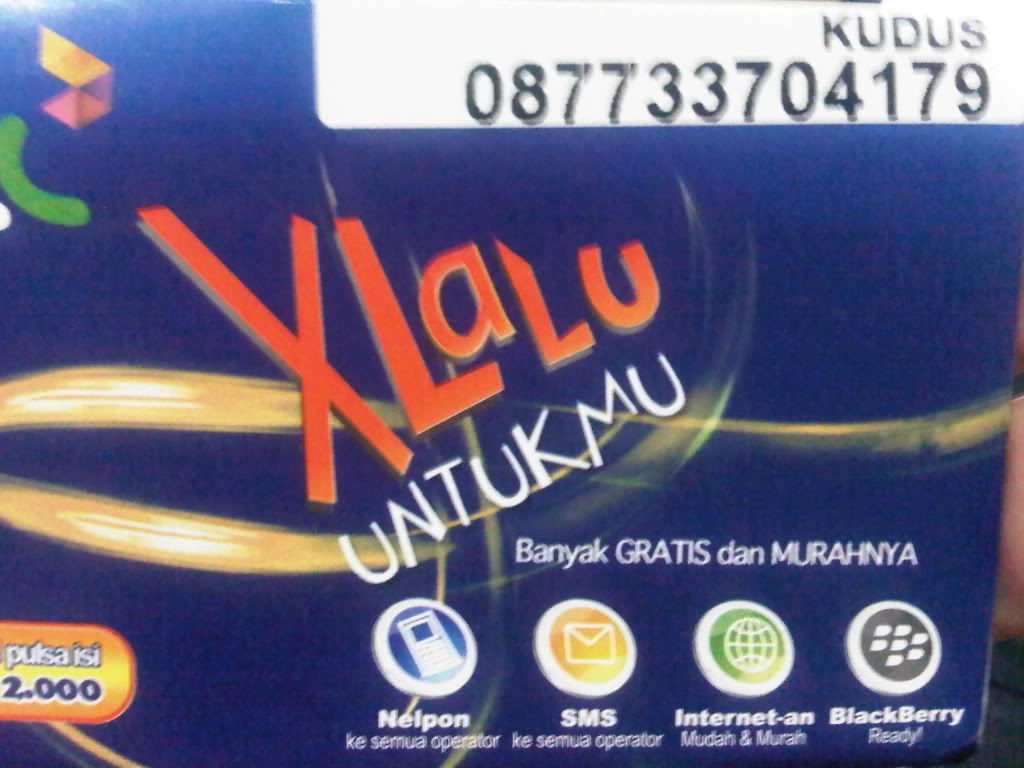 KUDUS
087733704179
XLaLu
UNTUKMU
Banyak GRATIS dan MURAHNYA
pulsa isi
2.000
Nelpon
ke semua operator
SMS
ke semua operator
Internet-an
Mudah & Murah
BlackBerry
Ready!